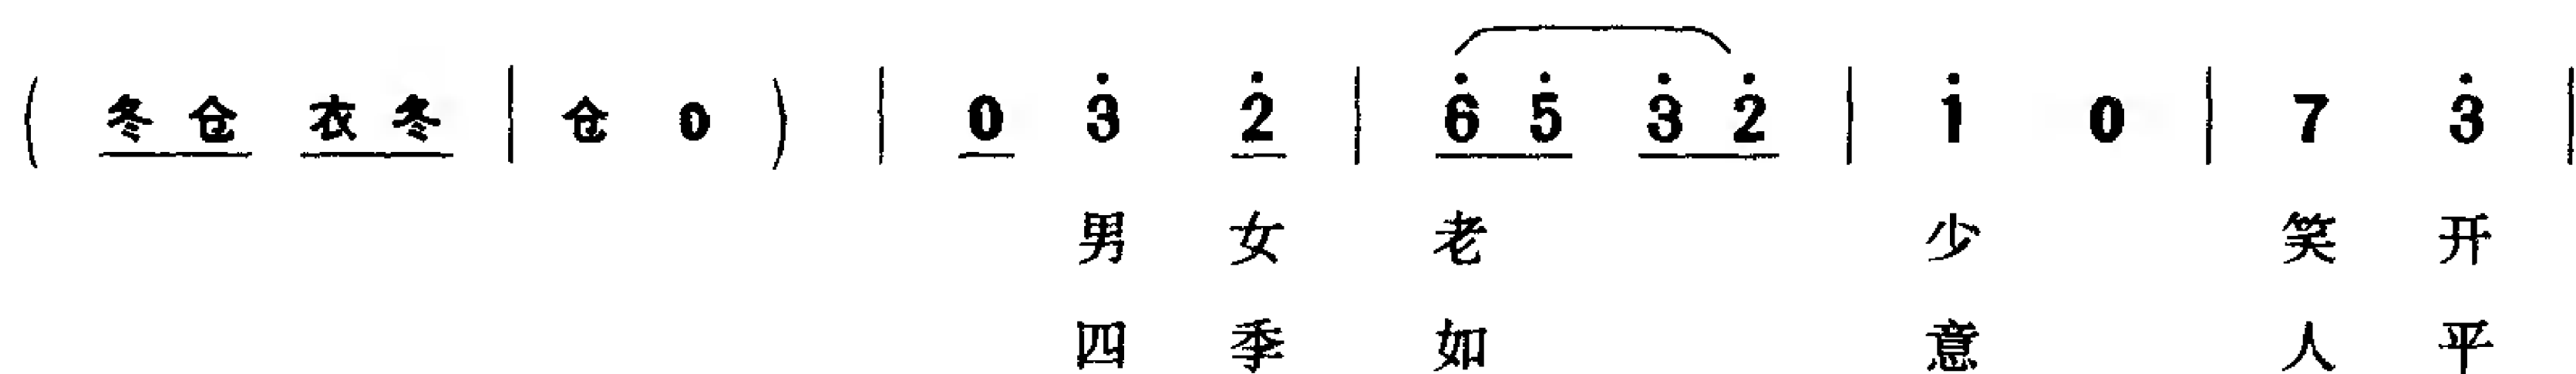 ( 冬仓 衣冬 | 仓 0 ) | 0 3̇ 2̇ | 6̇ 5̇ 3̇ 2̇ | 1̇ 0 | 7 3̇ |
男 女 老 少 笑 开
四 季 如 意 人 平